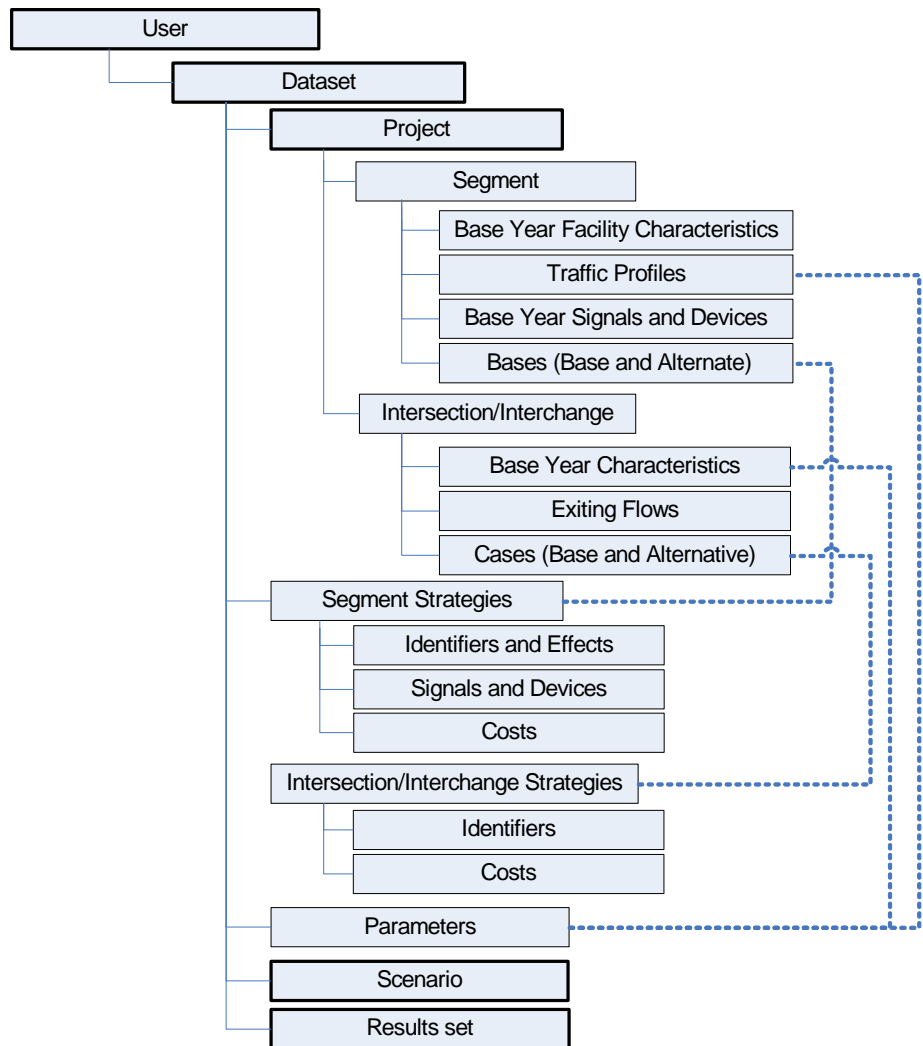 User
Dataset
Project
Segment
Base Year Facility Characteristics
Traffic Profiles
Base Year Signals and Devices
Bases (Base and Alternate)
Intersection/Interchange
Base Year Characteristics
Exiting Flows
Cases (Base and Alternative)
Segment Strategies
Identifiers and Effects
Signals and Devices
Costs
Intersection/Interchange Strategies
Identifiers
Costs
Parameters
Scenario
Results set